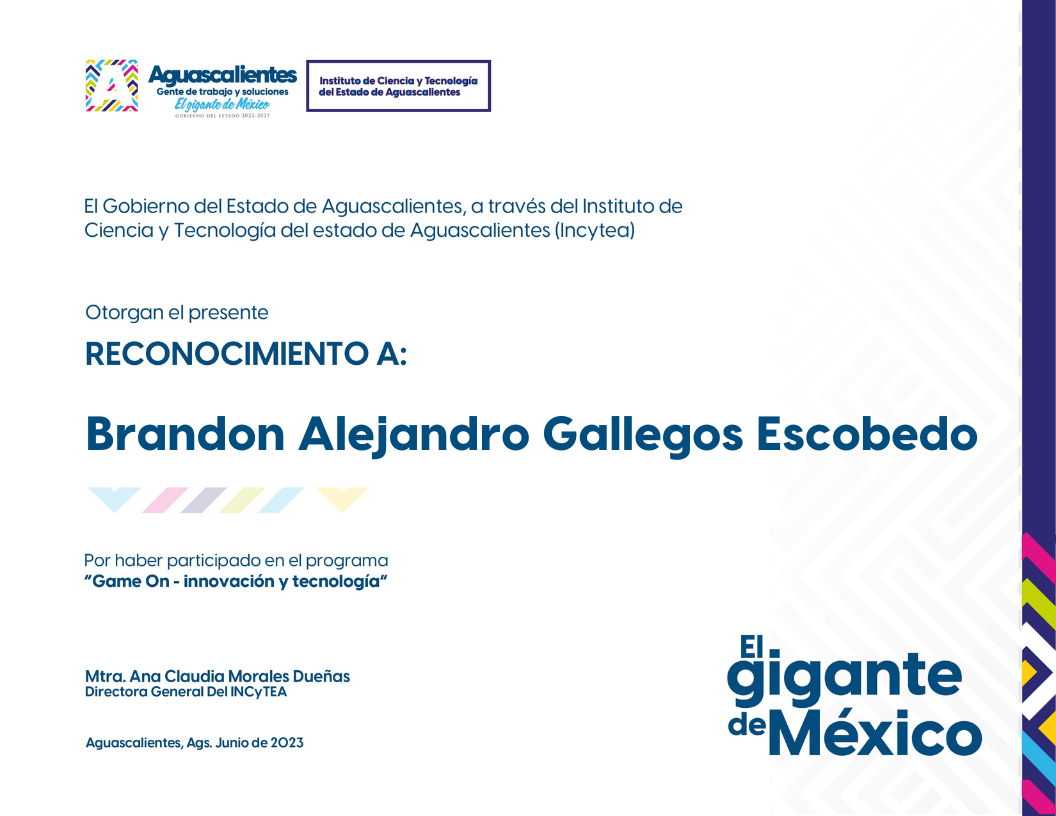 Aguascalientes
Gente de trabajo y soluciones
El gigante de México
GOBIERNO DEL ESTADO 2022-2027
Instituto de Ciencia y Tecnología
del Estado de Aguascalientes
El Gobierno del Estado de Aguascalientes, a través del Instituto de
Ciencia y Tecnología del estado de Aguascalientes (Incytea)
Otorgan el presente
RECONOCIMIENTO A:
Brandon Alejandro Gallegos Escobedo
Por haber participado en el programa
“Game On - innovación y tecnología“
Mtra. Ana Claudia Morales Dueñas
Directora General Del INCyTEA
Aguascalientes, Ags. Junio de 2023
El
gigante
de México